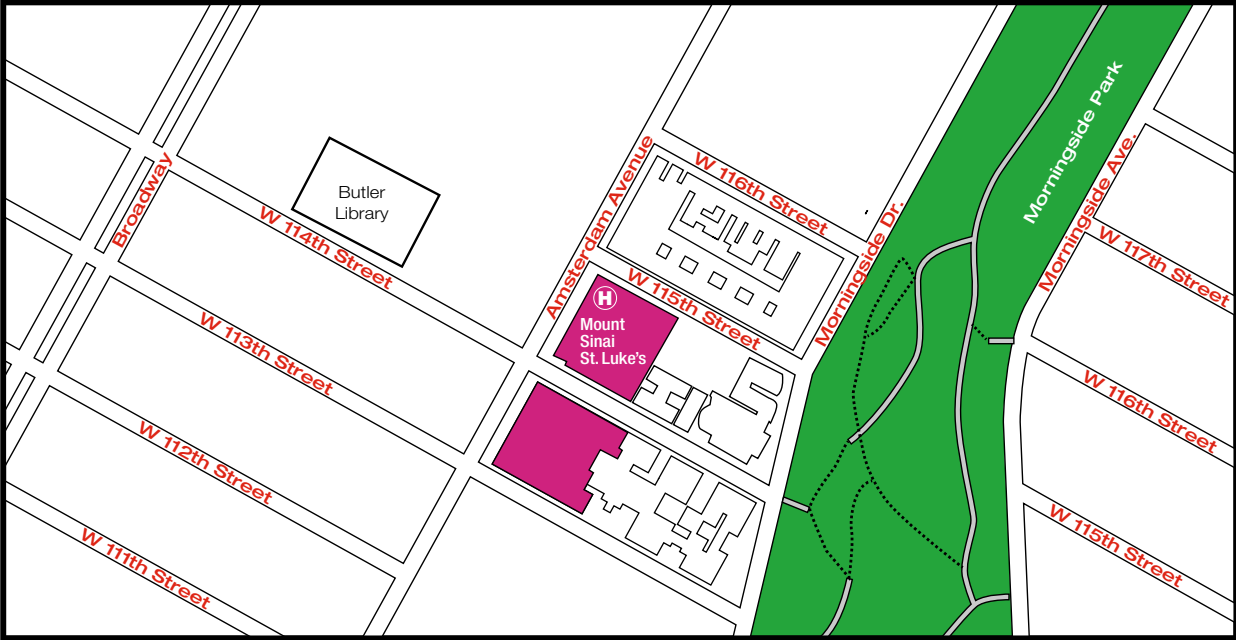 Morningside Park
W 116th Street
Amsterdam Avenue
Morningside Ave.
Broadway
Butler
Library
W 114th Street
Morningside Dr.
W 117th Street
W 115th Street
H
Mount
Sinai
St. Luke's
W 113th Street
W 116th Street
W 112th Street
W 115th Street
W 111th Street